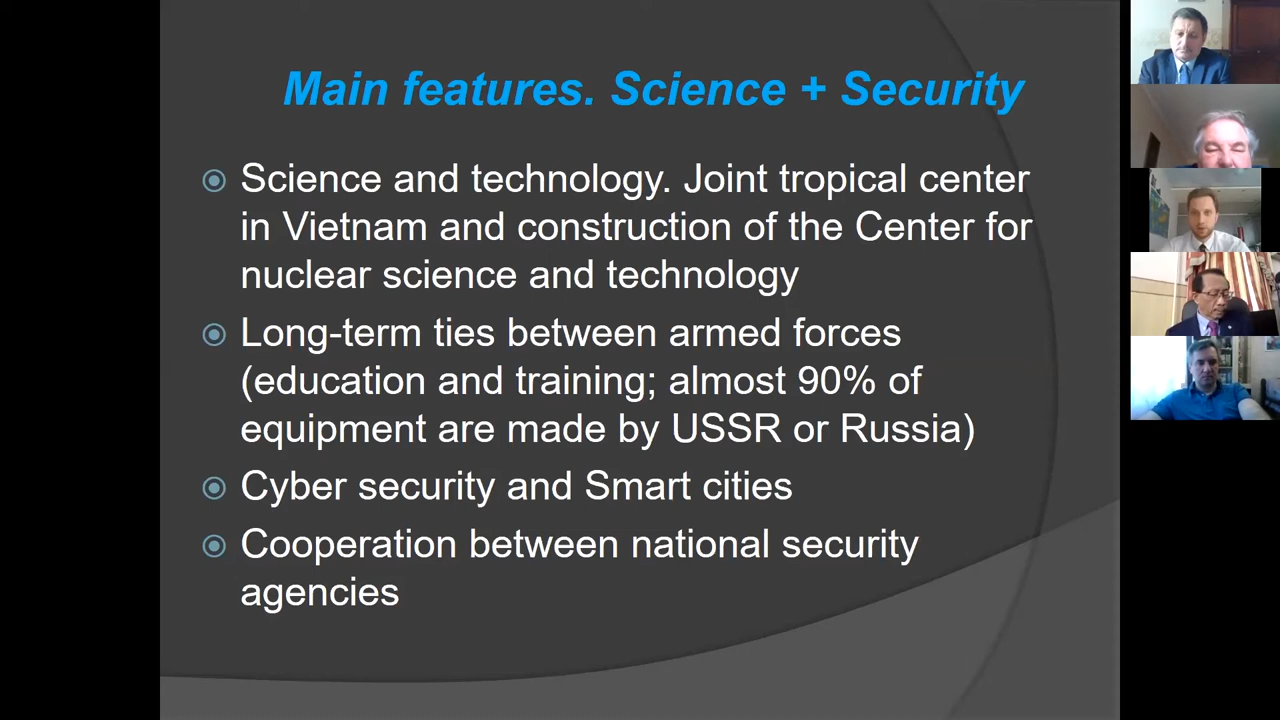 Main features. Science + Security
Science and technology. Joint tropical center
in Vietnam and construction of the Center for
nuclear science and technology
Long-term ties between armed forces
(education and training; almost 90% of
equipment are made by USSR or Russia)
Cyber security and Smart cities
Cooperation between national security
agencies